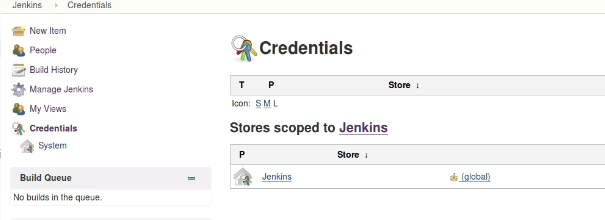 Jenkins Credentials
New Item
People
Build History
Manage Jenkins
My Views
Credentials
System
Build Queue
No builds in the queue.
Credentials
T P Store ↓
Icon: S M L
Stores scoped to Jenkins
P Store ↓
Jenkins (global)